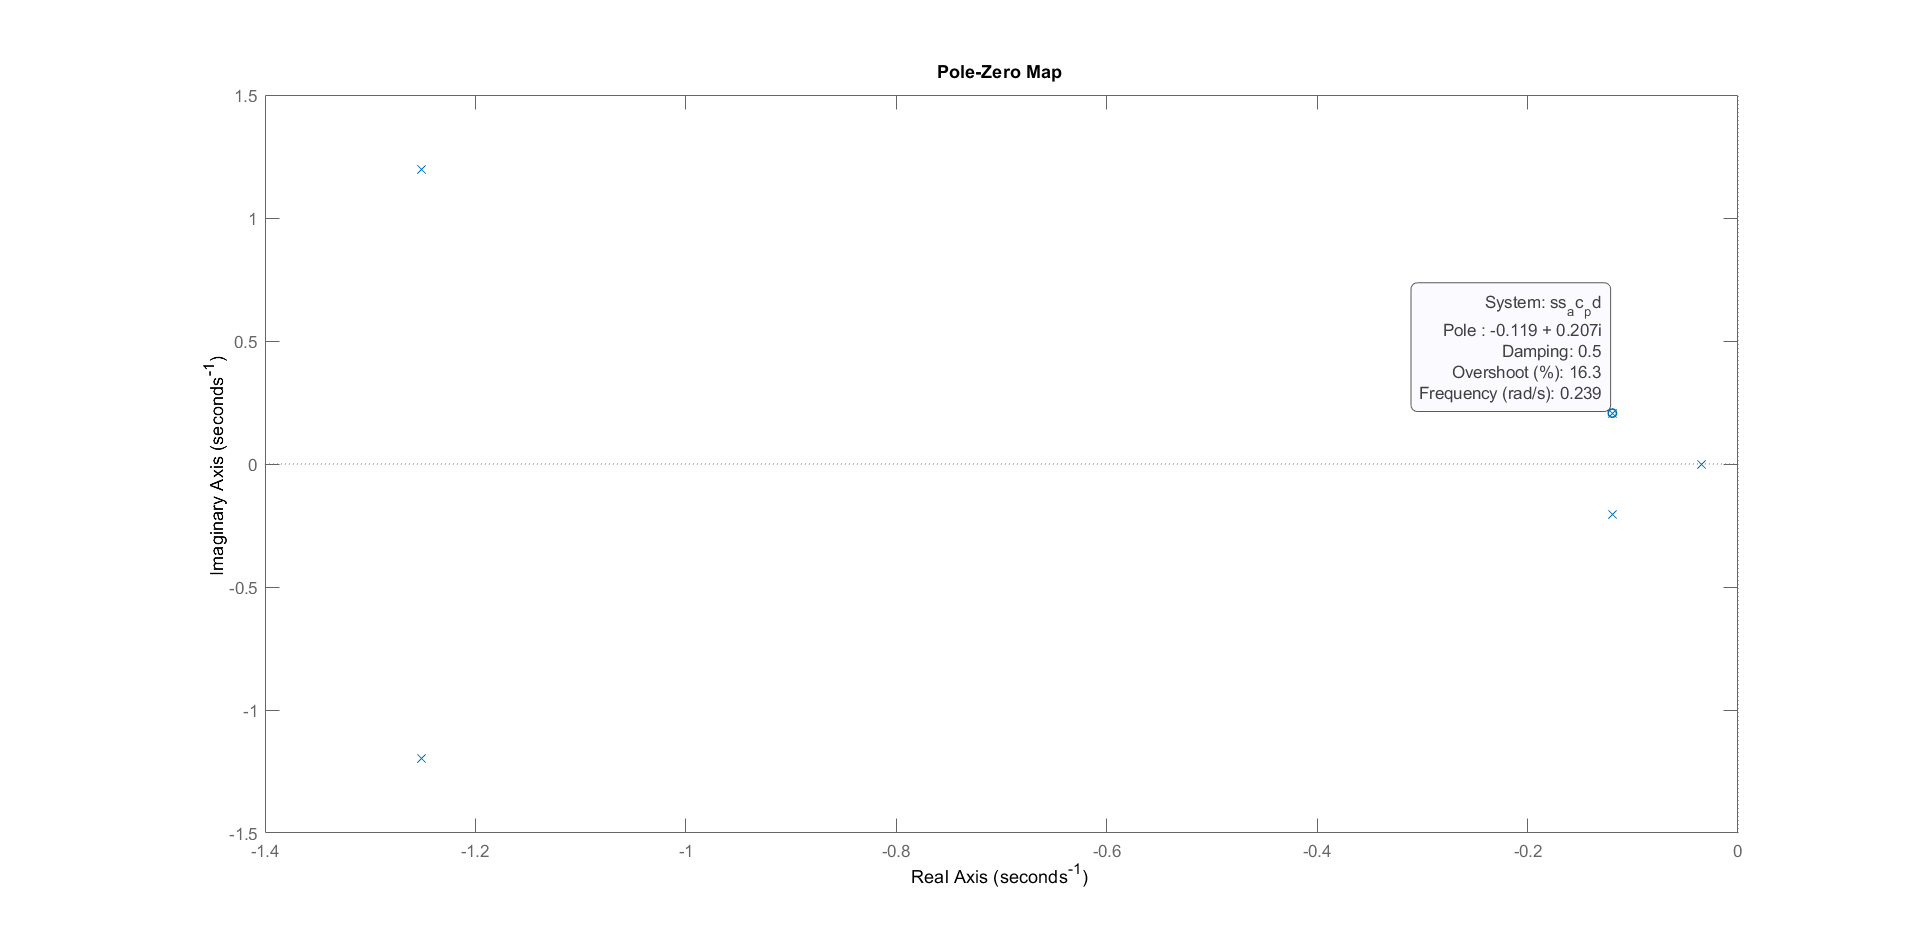 Pole-Zero Map
1.5
1
0.5
0
-0.5
-1
-1.5
Imaginary Axis (seconds-1)
System: ssacpd
Pole : -0.119 + 0.207i
Damping: 0.5
Overshoot (%): 16.3
Frequency (rad/s): 0.239
-1.4 -1.2 -1 -0.8 -0.6 -0.4 -0.2 0
Real Axis (seconds-1)